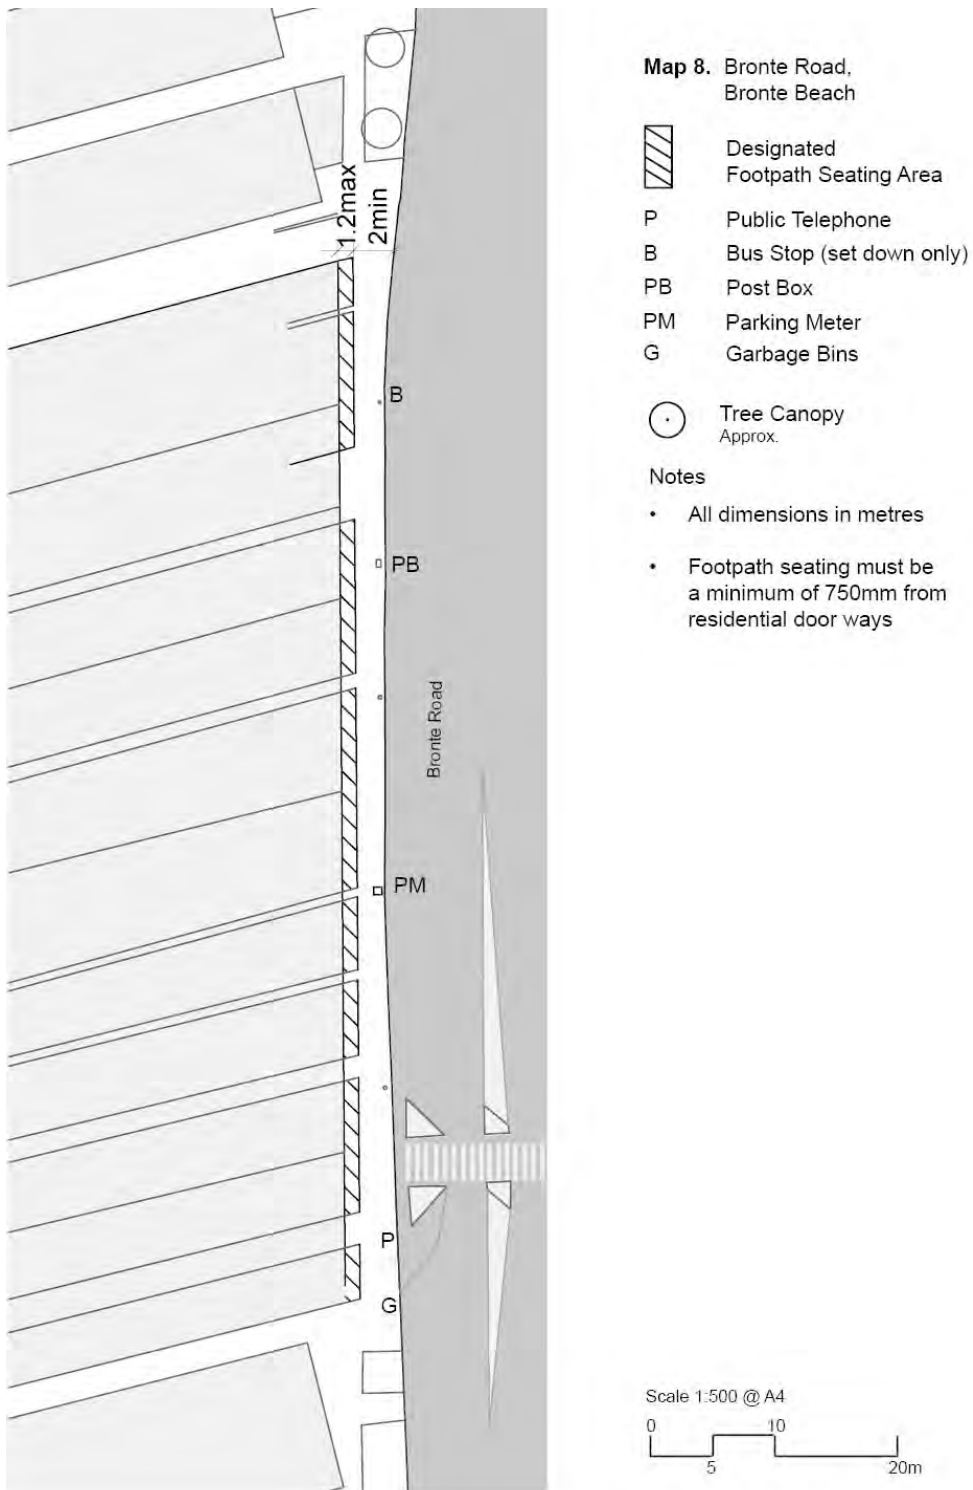 Map 8. Bronte Road,
Bronte Beach
Designated
Footpath Seating Area
P Public Telephone
B Bus Stop (set down only)
PB Post Box
PM Parking Meter
G Garbage Bins
Tree Canopy
Approx.
Notes
• All dimensions in metres
• Footpath seating must be
a minimum of 750mm from
residential door ways
1.2max
2min
B
PB
Bronte Road
PM
P
G
Scale 1:500 @ A4
0 10
5 20m